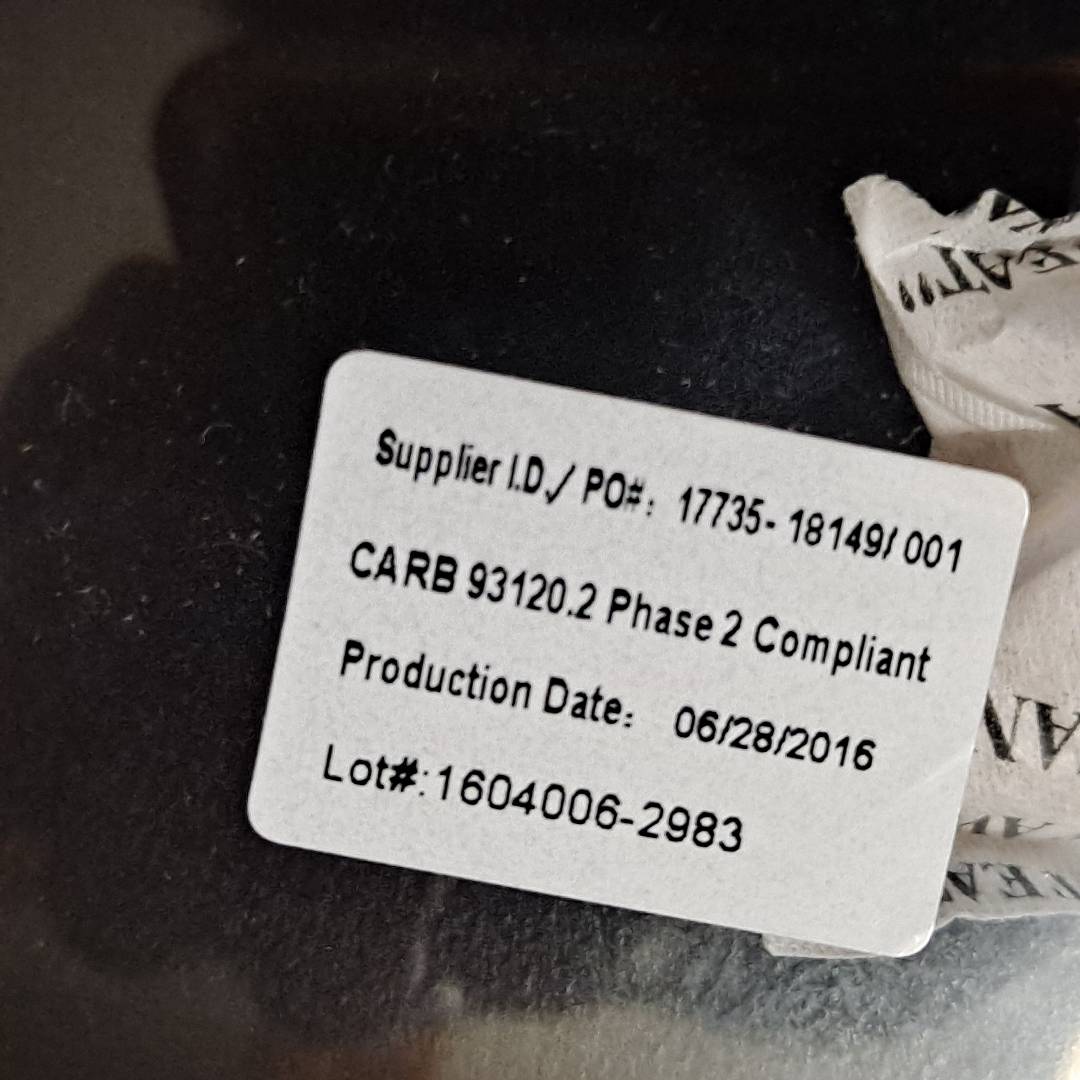 Supplier I.D./ PO#: 17735-18149/001
CARB 93120.2 Phase 2 Compliant
Production Date: 06/28/2016
Lot#:1604006-2983
EAT"